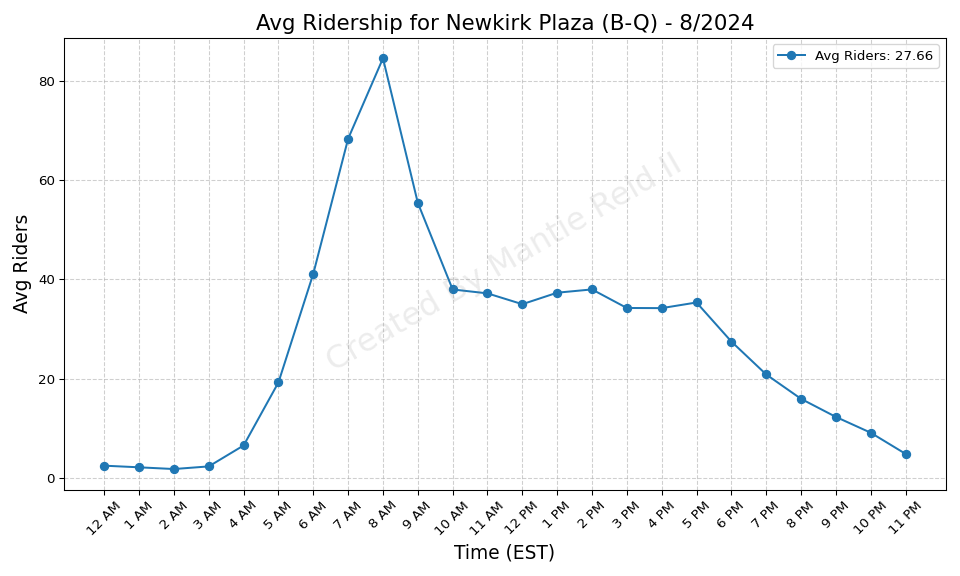 Avg Ridership for Newkirk Plaza (B-Q) - 8/2024
Avg Riders: 27.66
Avg Riders
80
60
40
20
0
Created By Mantie Reid II
12 AM
1 AM
2 AM
3 AM
4 AM
5 AM
6 AM
7 AM
8 AM
9 AM
10 AM
11 AM
12 PM
1 PM
2 PM
3 PM
4 PM
5 PM
6 PM
7 PM
8 PM
9 PM
10 PM
11 PM
Time (EST)